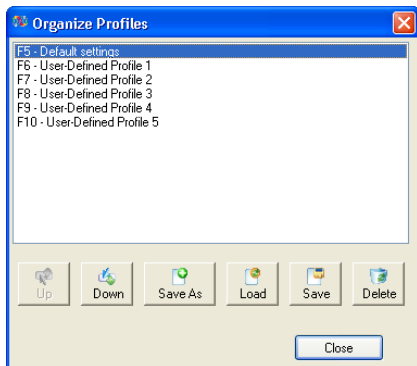 Organize Profiles
F5 - Default settings
F6 - User-Defined Profile 1
F7 - User-Defined Profile 2
F8 - User-Defined Profile 3
F9 - User-Defined Profile 4
F10 - User-Defined Profile 5
Up Down Save As Load Save Delete
Close